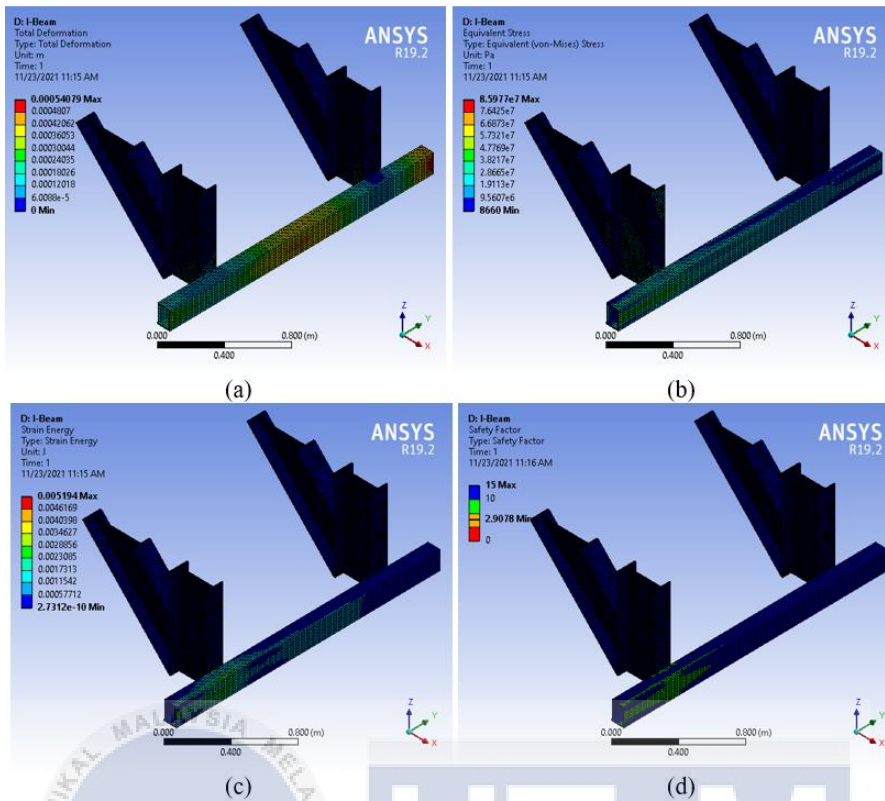 D: I-Beam
Total Deformation
Type: Total Deformation
Unit: m
Time: 1
11/23/2021 11:15 AM
ANSYS
R19.2
0.00054079 Max
0.0004807
0.00042062
0.00036053
0.00030044
0.00024035
0.00018026
0.00012018
6.0088e-5
0 Min
0.000
0.400
0.800 (m)
Z
Y
X
(a)
D: I-Beam
Equivalent Stress
Type: Equivalent (von-Mises) Stress
Unit: Pa
Time: 1
11/23/2021 11:15 AM
ANSYS
R19.2
8.5977e7 Max
7.6425e7
6.6873e7
5.7321e7
4.7769e7
3.8217e7
2.8665e7
1.9113e7
9.5607e6
8660 Min
0.000
0.400
0.800 (m)
Z
Y
X
(b)
D: I-Beam
Strain Energy
Type: Strain Energy
Unit: J
Time: 1
11/23/2021 11:15 AM
ANSYS
R19.2
0.005194 Max
0.0046169
0.0040398
0.0034627
0.0028856
0.0023085
0.0017313
0.0011542
0.00057712
2.7312e-10 Min
0.000
0.400
0.800 (m)
Z
Y
X
(c)
D: I-Beam
Safety Factor
Type: Safety Factor
Time: 1
11/23/2021 11:16 AM
ANSYS
R19.2
15 Max
10
2.9078 Min
0
0.000
0.400
0.800 (m)
Z
Y
X
(d)
MALAYSIA